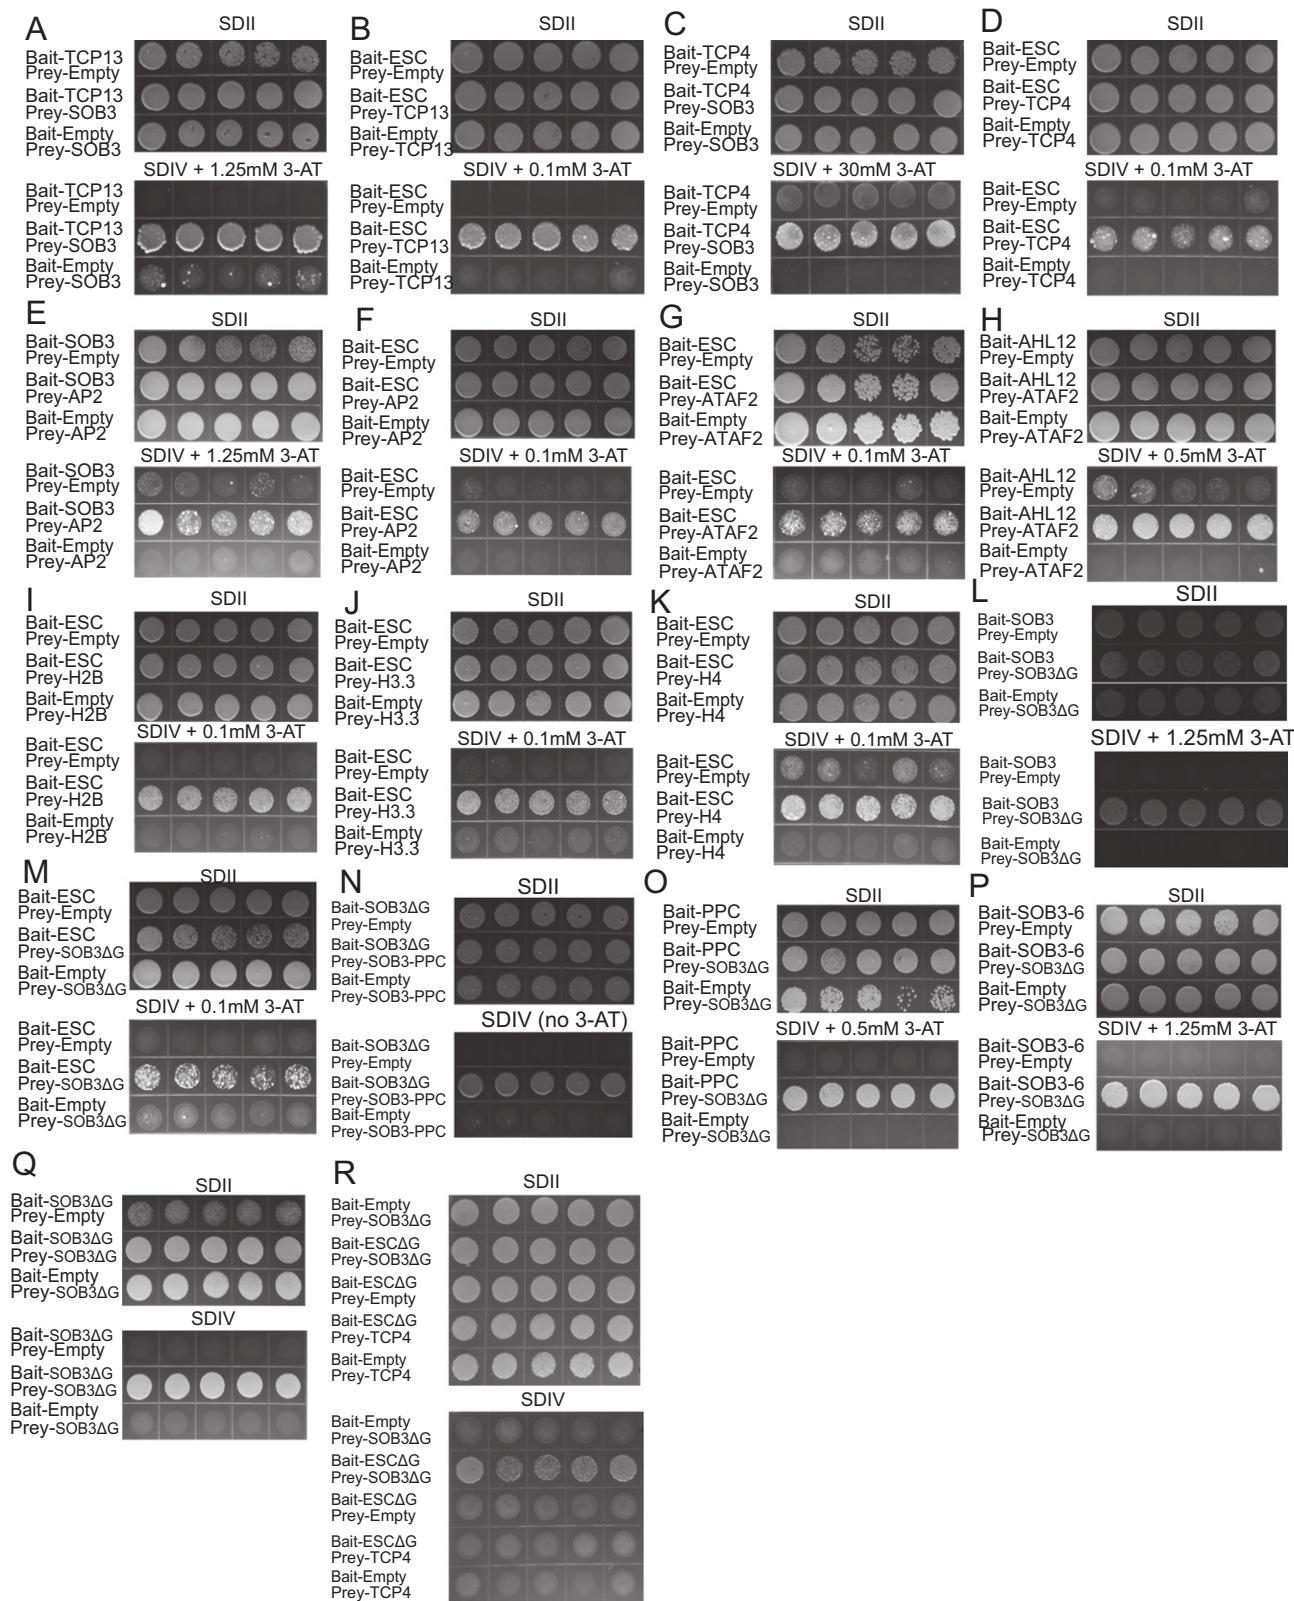 A
SDII
Bait-TCP13
Prey-Empty
Bait-TCP13
Prey-SOB3
Bait-Empty
Prey-SOB3
SDIV + 1.25mM 3-AT
Bait-TCP13
Prey-Empty
Bait-TCP13
Prey-SOB3
Bait-Empty
Prey-SOB3
B
SDII
Bait-ESC
Prey-Empty
Bait-ESC
Prey-TCP13
Bait-Empty
Prey-TCP13
SDIV + 0.1mM 3-AT
Bait-ESC
Prey-Empty
Bait-ESC
Prey-TCP13
Bait-Empty
Prey-TCP13
C
SDII
Bait-TCP4
Prey-Empty
Bait-TCP4
Prey-SOB3
Bait-Empty
Prey-SOB3
SDIV + 30mM 3-AT
Bait-TCP4
Prey-Empty
Bait-TCP4
Prey-SOB3
Bait-Empty
Prey-SOB3
D
SDII
Bait-ESC
Prey-Empty
Bait-ESC
Prey-TCP4
Bait-Empty
Prey-TCP4
SDIV + 0.1mM 3-AT
Bait-ESC
Prey-Empty
Bait-ESC
Prey-TCP4
Bait-Empty
Prey-TCP4
E
SDII
Bait-SOB3
Prey-Empty
Bait-SOB3
Prey-AP2
Bait-Empty
Prey-AP2
SDIV + 1.25mM 3-AT
Bait-SOB3
Prey-Empty
Bait-SOB3
Prey-AP2
Bait-Empty
Prey-AP2
F
SDII
Bait-ESC
Prey-Empty
Bait-ESC
Prey-AP2
Bait-Empty
Prey-AP2
SDIV + 0.1mM 3-AT
Bait-ESC
Prey-Empty
Bait-ESC
Prey-AP2
Bait-Empty
Prey-AP2
G
SDII
Bait-ESC
Prey-Empty
Bait-ESC
Prey-ATAF2
Bait-Empty
Prey-ATAF2
SDIV + 0.1mM 3-AT
Bait-ESC
Prey-Empty
Bait-ESC
Prey-ATAF2
Bait-Empty
Prey-ATAF2
H
SDII
Bait-AHL12
Prey-Empty
Bait-AHL12
Prey-ATAF2
Bait-Empty
Prey-ATAF2
SDIV + 0.5mM 3-AT
Bait-AHL12
Prey-Empty
Bait-AHL12
Prey-ATAF2
Bait-Empty
Prey-ATAF2
I
SDII
Bait-ESC
Prey-Empty
Bait-ESC
Prey-H2B
Bait-Empty
Prey-H2B
SDIV + 0.1mM 3-AT
Bait-ESC
Prey-Empty
Bait-ESC
Prey-H2B
Bait-Empty
Prey-H2B
J
SDII
Bait-ESC
Prey-Empty
Bait-ESC
Prey-H3.3
Bait-Empty
Prey-H3.3
SDIV + 0.1mM 3-AT
Bait-ESC
Prey-Empty
Bait-ESC
Prey-H3.3
Bait-Empty
Prey-H3.3
K
SDII
Bait-ESC
Prey-Empty
Bait-ESC
Prey-H4
Bait-Empty
Prey-H4
SDIV + 0.1mM 3-AT
Bait-ESC
Prey-Empty
Bait-ESC
Prey-H4
Bait-Empty
Prey-H4
L
SDII
Bait-SOB3
Prey-Empty
Bait-SOB3
Prey-SOB3ΔG
Bait-Empty
Prey-SOB3ΔG
SDIV + 1.25mM 3-AT
Bait-SOB3
Prey-Empty
Bait-SOB3
Prey-SOB3ΔG
Bait-Empty
Prey-SOB3ΔG
M
SDII
Bait-ESC
Prey-Empty
Bait-ESC
Prey-SOB3ΔG
Bait-Empty
Prey-SOB3ΔG
SDIV + 0.1mM 3-AT
Bait-ESC
Prey-Empty
Bait-ESC
Prey-SOB3ΔG
Bait-Empty
Prey-SOB3ΔG
N
SDII
Bait-SOB3ΔG
Prey-Empty
Bait-SOB3ΔG
Prey-SOB3-PPC
Bait-Empty
Prey-SOB3-PPC
SDIV (no 3-AT)
Bait-SOB3ΔG
Prey-Empty
Bait-SOB3ΔG
Prey-SOB3-PPC
Bait-Empty
Prey-SOB3-PPC
O
SDII
Bait-PPC
Prey-Empty
Bait-PPC
Prey-SOB3ΔG
Bait-Empty
Prey-SOB3ΔG
SDIV + 0.5mM 3-AT
Bait-PPC
Prey-Empty
Bait-PPC
Prey-SOB3ΔG
Bait-Empty
Prey-SOB3ΔG
P
SDII
Bait-SOB3-6
Prey-Empty
Bait-SOB3-6
Prey-SOB3ΔG
Bait-Empty
Prey-SOB3ΔG
SDIV + 1.25mM 3-AT
Bait-SOB3-6
Prey-Empty
Bait-SOB3-6
Prey-SOB3ΔG
Bait-Empty
Prey-SOB3ΔG
Q
SDII
Bait-SOB3ΔG
Prey-Empty
Bait-SOB3ΔG
Prey-SOB3ΔG
Bait-Empty
Prey-SOB3ΔG
SDIV
Bait-SOB3ΔG
Prey-Empty
Bait-SOB3ΔG
Prey-SOB3ΔG
Bait-Empty
Prey-SOB3ΔG
R
SDII
Bait-Empty
Prey-SOB3ΔG
Bait-ESCΔG
Prey-SOB3ΔG
Bait-ESCΔG
Prey-Empty
Bait-ESCΔG
Prey-TCP4
Bait-Empty
Prey-TCP4
SDIV
Bait-Empty
Prey-SOB3ΔG
Bait-ESCΔG
Prey-SOB3ΔG
Bait-ESCΔG
Prey-Empty
Bait-ESCΔG
Prey-TCP4
Bait-Empty
Prey-TCP4